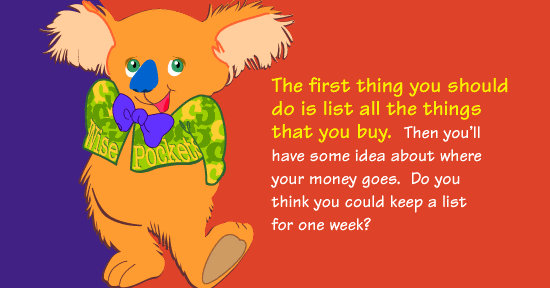 Wise Pockets
The first thing you should
do is list all the things
that you buy. Then you'll
have some idea about where
your money goes. Do you
think you could keep a list
for one week?